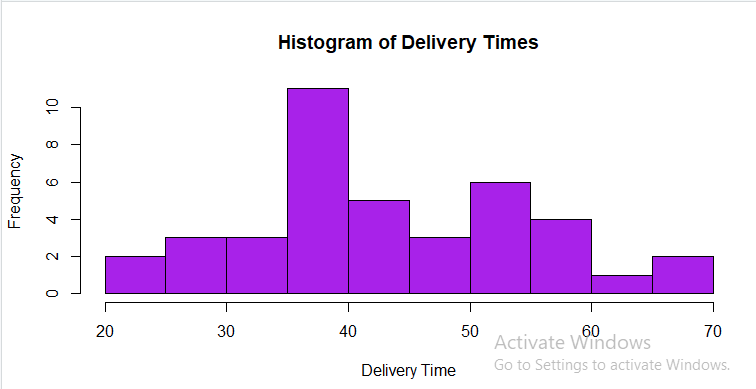 Histogram of Delivery Times
Frequency
10
8
6
4
2
0
20 30 40 50 60 70
Delivery Time
Activate Windows
Go to Settings to activate Windows.